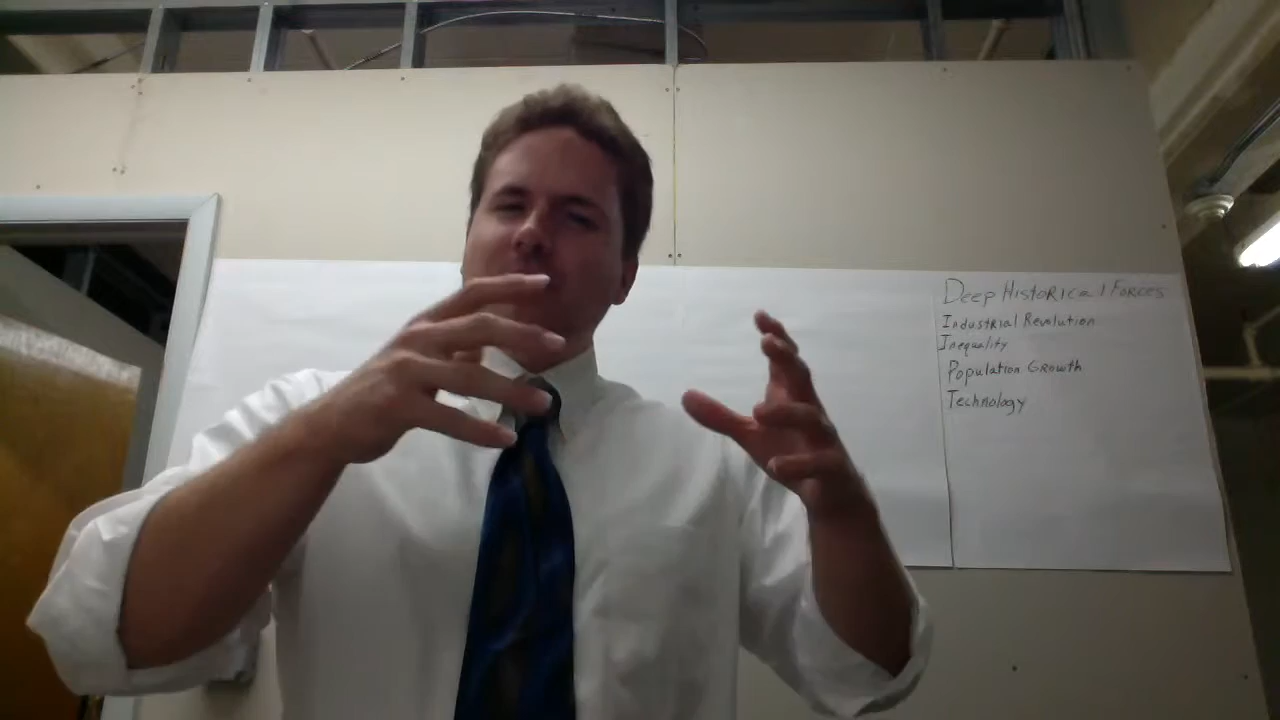 Deep Historical Forces
Industrial Revolution
Inequality
Population Growth
Technology